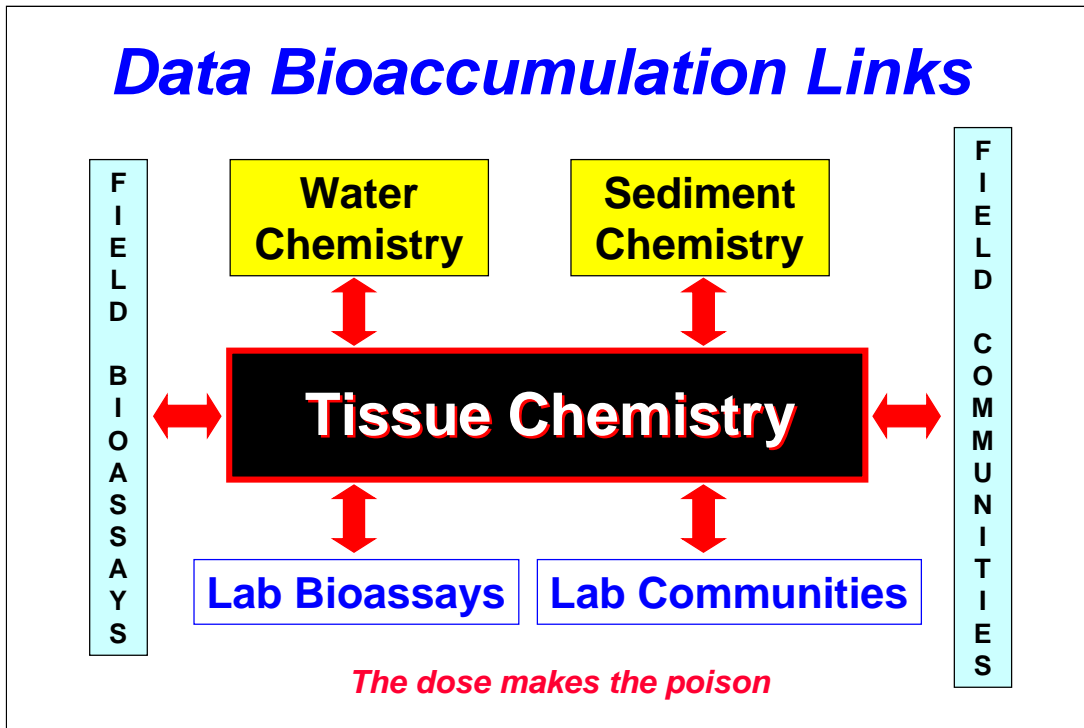 Data Bioaccumulation Links
FIELD BIOASSAYS
Water
Chemistry
Sediment
Chemistry
FIELD COMMUNITIES
Tissue Chemistry
Lab Bioassays
Lab Communities
The dose makes the poison